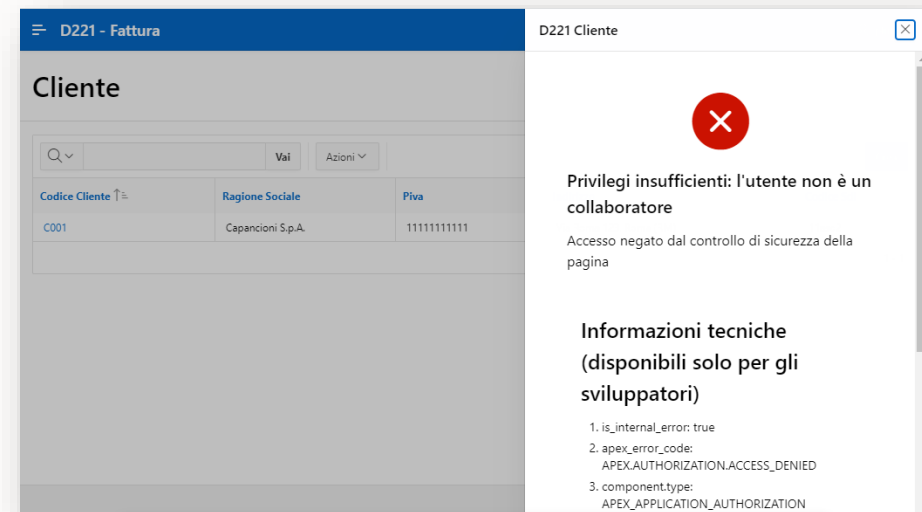 D221 - Fattura
Cliente
Vai
Azioni
Codice Cliente
Ragione Sociale
Piva
C001
Capancioni S.p.A.
11111111111
D221 Cliente
Privilegi insufficienti: l'utente non è un
collaboratore
Accesso negato dal controllo di sicurezza della
pagina
Informazioni tecniche
(disponibili solo per gli
sviluppatori)
1. is_internal_error: true
2. apex_error_code:
APEX.AUTHORIZATION.ACCESS_DENIED
3. component.type:
APEX_APPLICATION_AUTHORIZATION